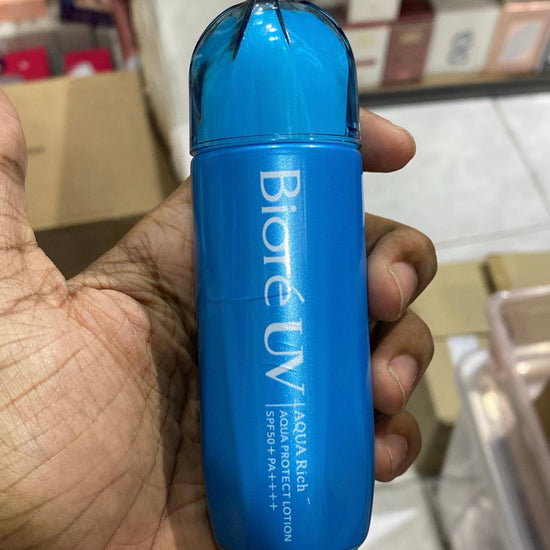 Bioré UV
AQUA Rich
AQUA PROTECT LOTION
SPF50+ PA++++